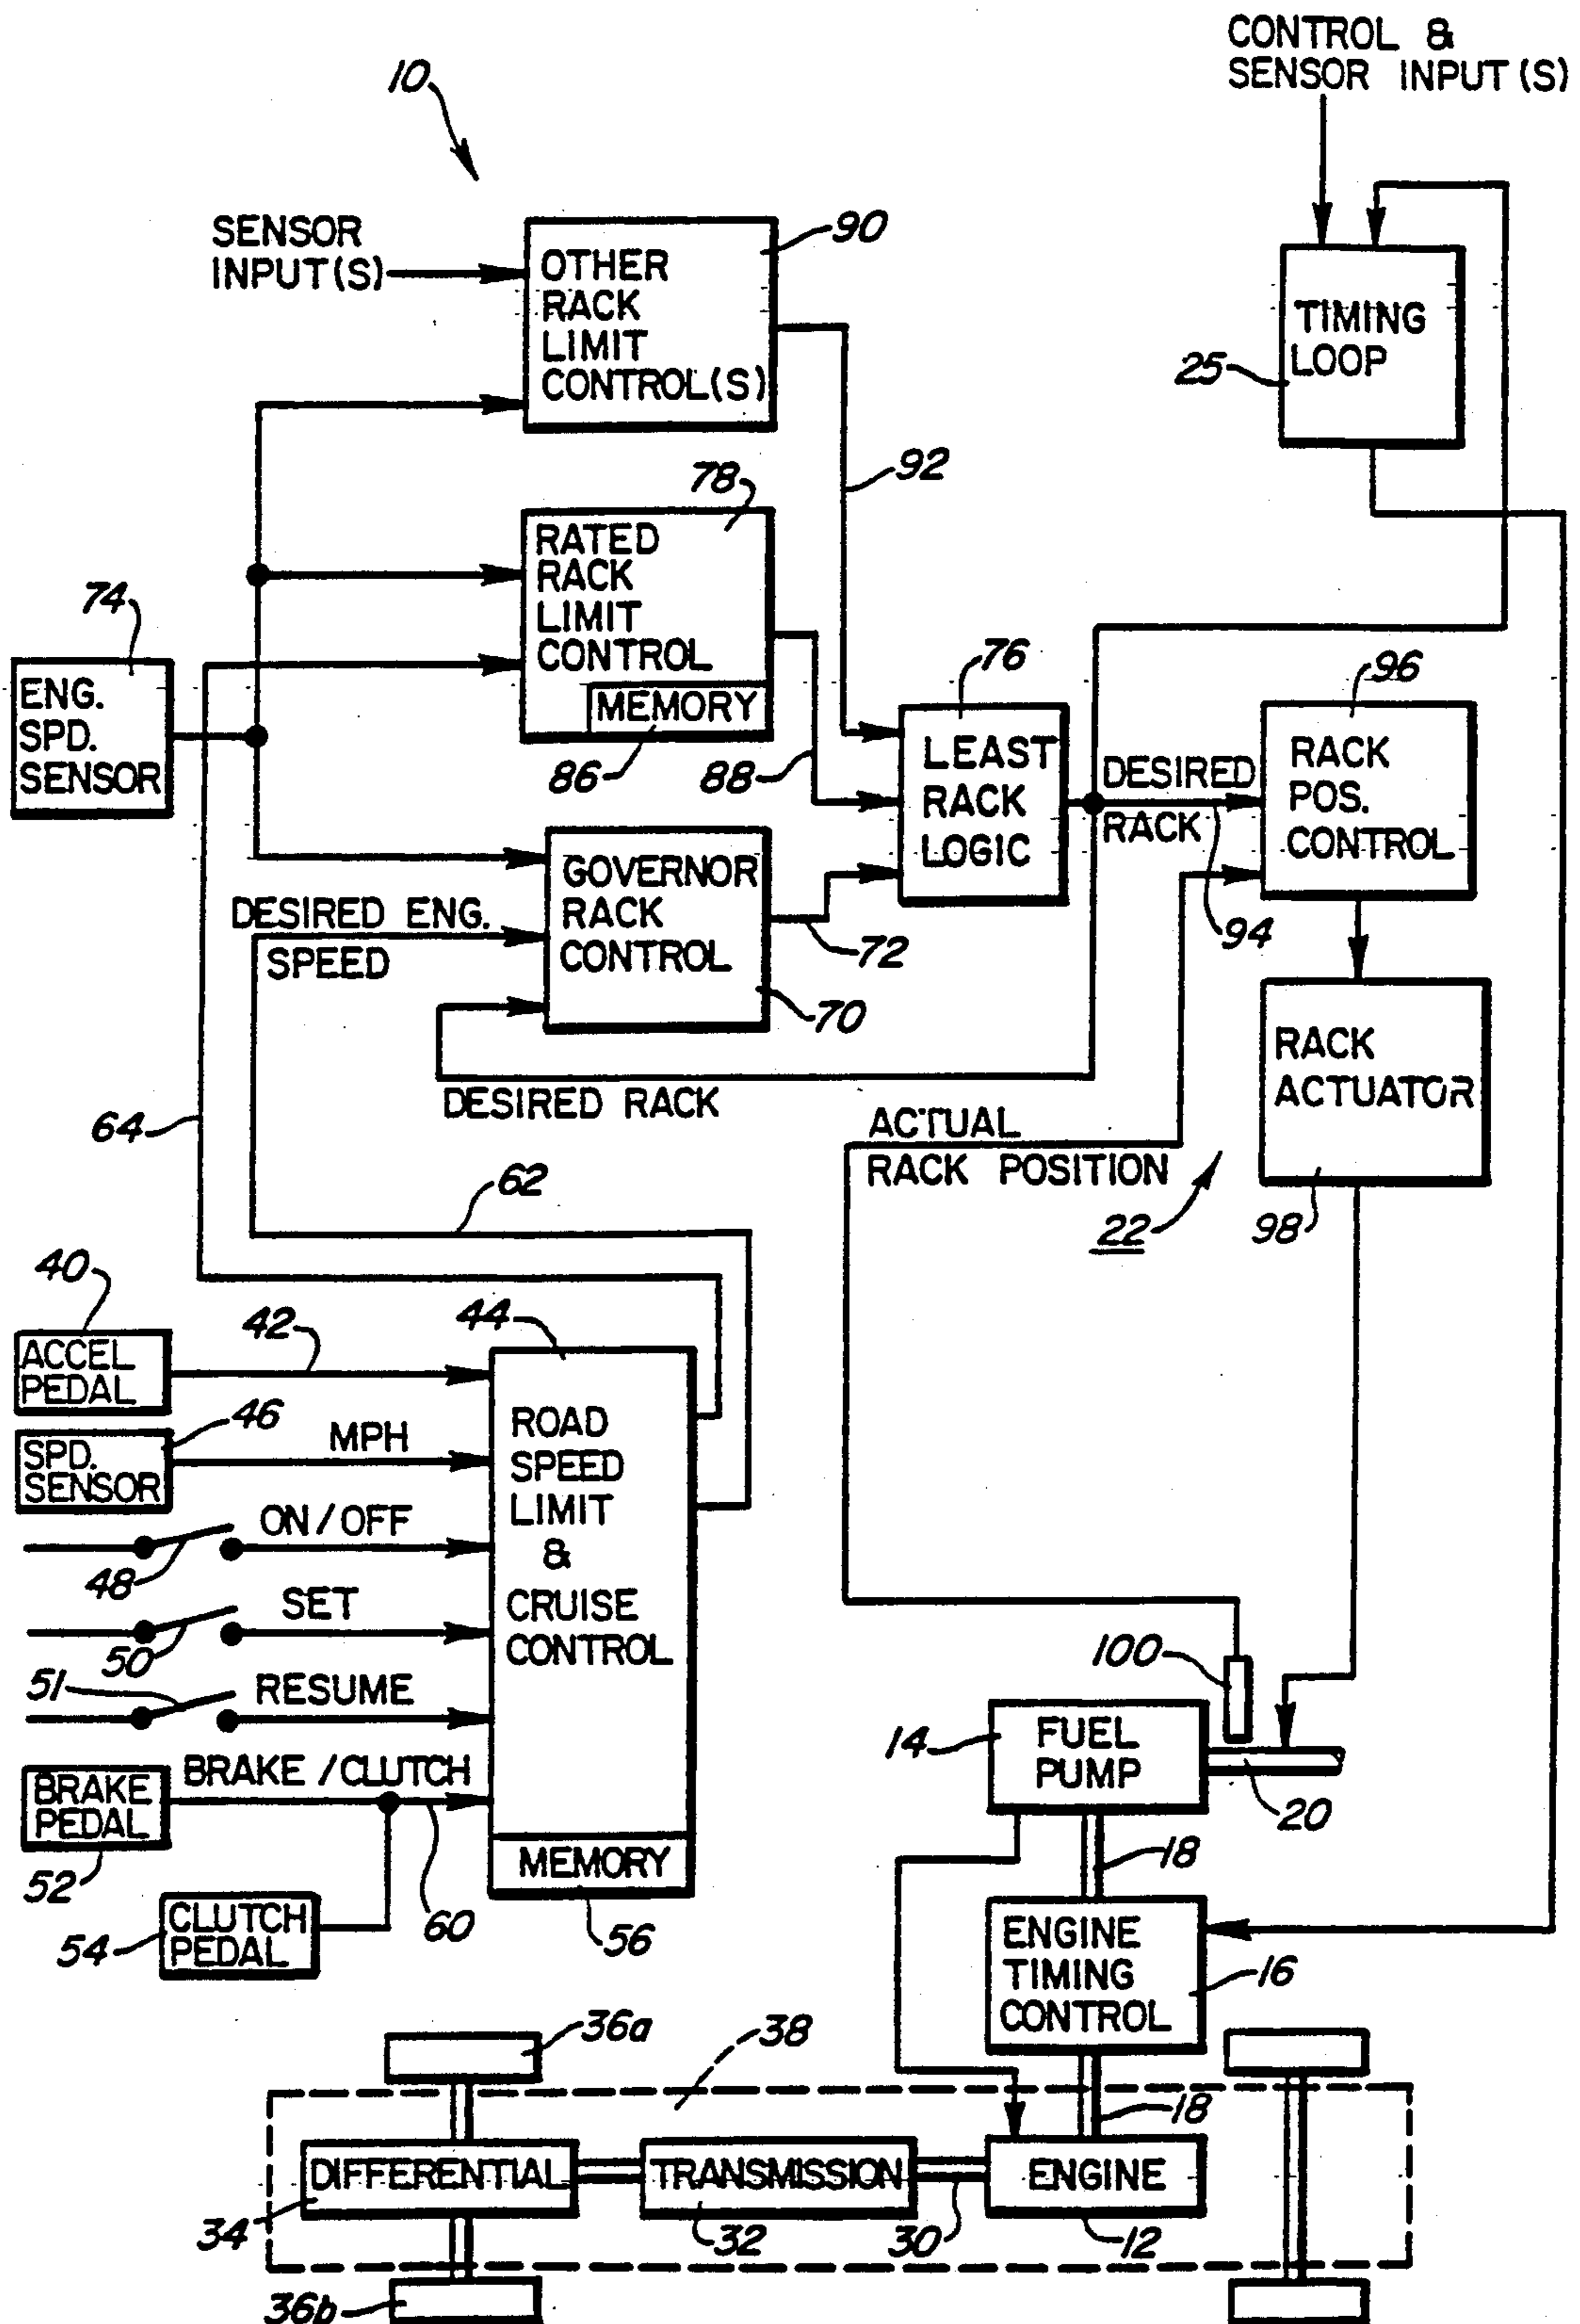 CONTROL &
SENSOR INPUT(S)
10
SENSOR
INPUT(S)
90
OTHER
RACK
LIMIT
CONTROL(S)
TIMING
LOOP
25
92
78
RATED
RACK
LIMIT
CONTROL
MEMORY
86
88
74
ENG.
SPD.
SENSOR
76
LEAST
RACK
LOGIC
DESIRED
RACK
94
96
RACK
POS.
CONTROL
GOVERNOR
RACK
CONTROL
72
70
DESIRED ENG.
SPEED
DESIRED RACK
RACK
ACTUATOR
98
ACTUAL
RACK POSITION
22
64
62
40
ACCEL
PEDAL
42
44
46
SPD.
SENSOR
MPH
ROAD
SPEED
LIMIT
&
CRUISE
CONTROL
ON/OFF
48
SET
50
51
RESUME
BRAKE/CLUTCH
BRAKE
PEDAL
52
60
MEMORY
56
54
CLUTCH
PEDAL
100
14
FUEL
PUMP
20
18
ENGINE
TIMING
CONTROL
16
36a
38
18
DIFFERENTIAL
TRANSMISSION
ENGINE
34
32
30
12
36b